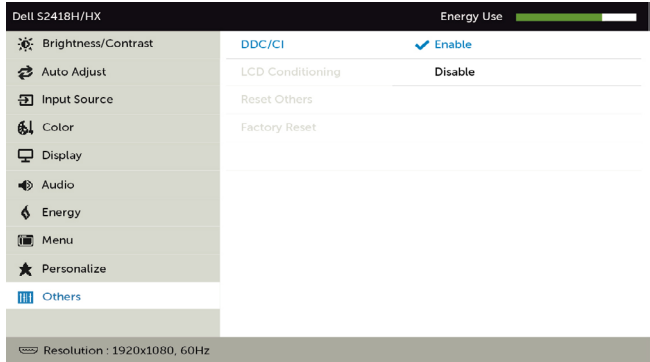 Dell S2418H/HX Energy Use
Brightness/Contrast DDC/CI Enable
Auto Adjust LCD Conditioning Disable
Input Source Reset Others
Color Factory Reset
Display
Audio
Energy
Menu
Personalize
Others
Resolution : 1920x1080, 60Hz